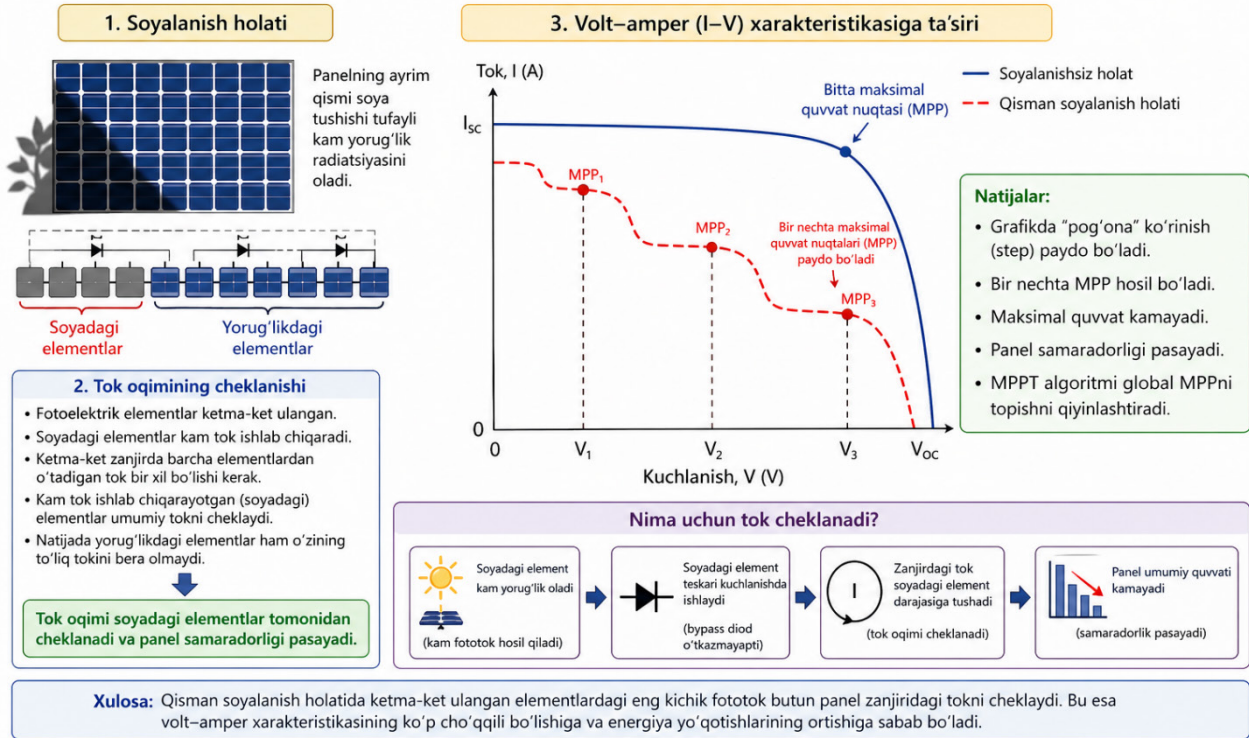 1. Soyalanish holati
Panelning ayrim
qismi soya
tushishi tufayli
kam yorug‘lik
radiatsiyasini
oladi.
Soyadagi
elementlar
Yorug‘likdagi
elementlar
2. Tok oqimining cheklanishi
• Fotoelektrik elementlar ketma-ket ulangan.
• Soyadagi elementlar kam tok ishlab chiqaradi.
• Ketma-ket zanjirda barcha elementlardan
o‘tadigan tok bir xil bo‘lishi kerak.
• Kam tok ishlab chiqarayotgan (soyadagi)
elementlar umumiy tokni cheklaydi.
• Natijada yorug‘likdagi elementlar ham o‘zining
to‘liq tokini bera olmaydi.
Tok oqimi soyadagi elementlar tomonidan
cheklanadi va panel samaradorligi pasayadi.
3. Volt–amper (I–V) xarakteristikasiga ta’siri
Tok, I (A)
Bitta maksimal
quvvat nuqtasi (MPP)
Soyalanishsiz holat
Qisman soyalanish holati
I_SC
MPP₁
MPP₂
Bir nechta maksimal
quvvat nuqtalari (MPP)
paydo bo‘ladi
MPP₃
0
0
V₁
V₂
V₃
V_OC
Kuchlanish, V (V)
Natijalar:
• Grafikda “pog‘ona” ko‘rinish
(step) paydo bo‘ladi.
• Bir nechta MPP hosil bo‘ladi.
• Maksimal quvvat kamayadi.
• Panel samaradorligi pasayadi.
• MPPT algoritmi global MPPni
topishni qiyinlashtiradi.
Nima uchun tok cheklanadi?
Soyadagi element
kam yorug‘lik oladi
(kam fototok hosil qiladi)
Soyadagi element
teskari kuchlanishda
ishlaydi
(bypass diod
o‘tkazmayapti)
I
Zanjirdagi tok
soyadagi element
darajasiga tushadi
(tok oqimi cheklanadi)
Panel umumiy quvvati
kamayadi
(samaradorlik pasayadi)
Xulosa: Qisman soyalanish holatida ketma-ket ulangan elementlardagi eng kichik fototok butun panel zanjiridagi tokni cheklaydi. Bu esa
volt–amper xarakteristikasining ko‘p cho‘qqili bo‘lishiga va energiya yo‘qotishlarining ortishiga sabab bo‘ladi.